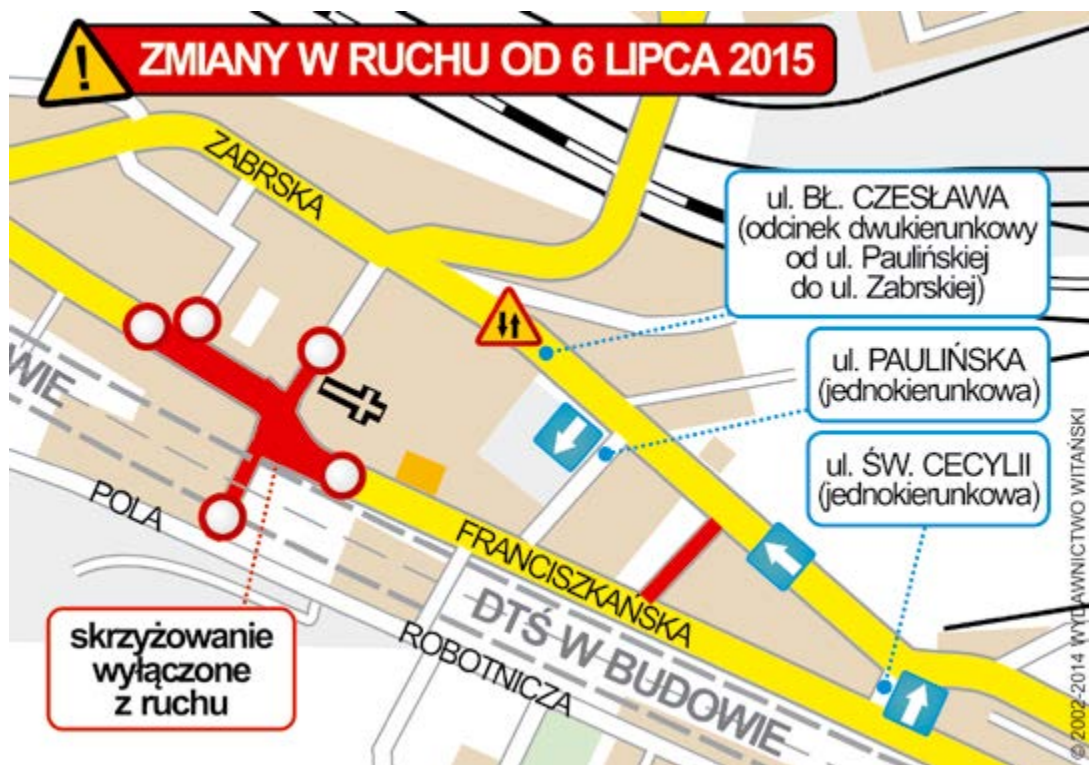 ZMIANY W RUCHU OD 6 LIPCA 2015
ZABRSKA
ul. BŁ. CZESŁAWA
(odcinek dwukierunkowy
od ul. Paulińskiej
do ul. Zabrskiej)
ul. PAULIŃSKA
(jednokierunkowa)
ul. ŚW. CECYLII
(jednokierunkowa)
OWIE
POLA
FRANCISZKAŃSKA
DTŚ W BUDOWIE
ROBOTNICZA
skrzyżowanie
wyłączone
z ruchu
© 2002-2014 WYDAWNICTWO WITAŃSKI